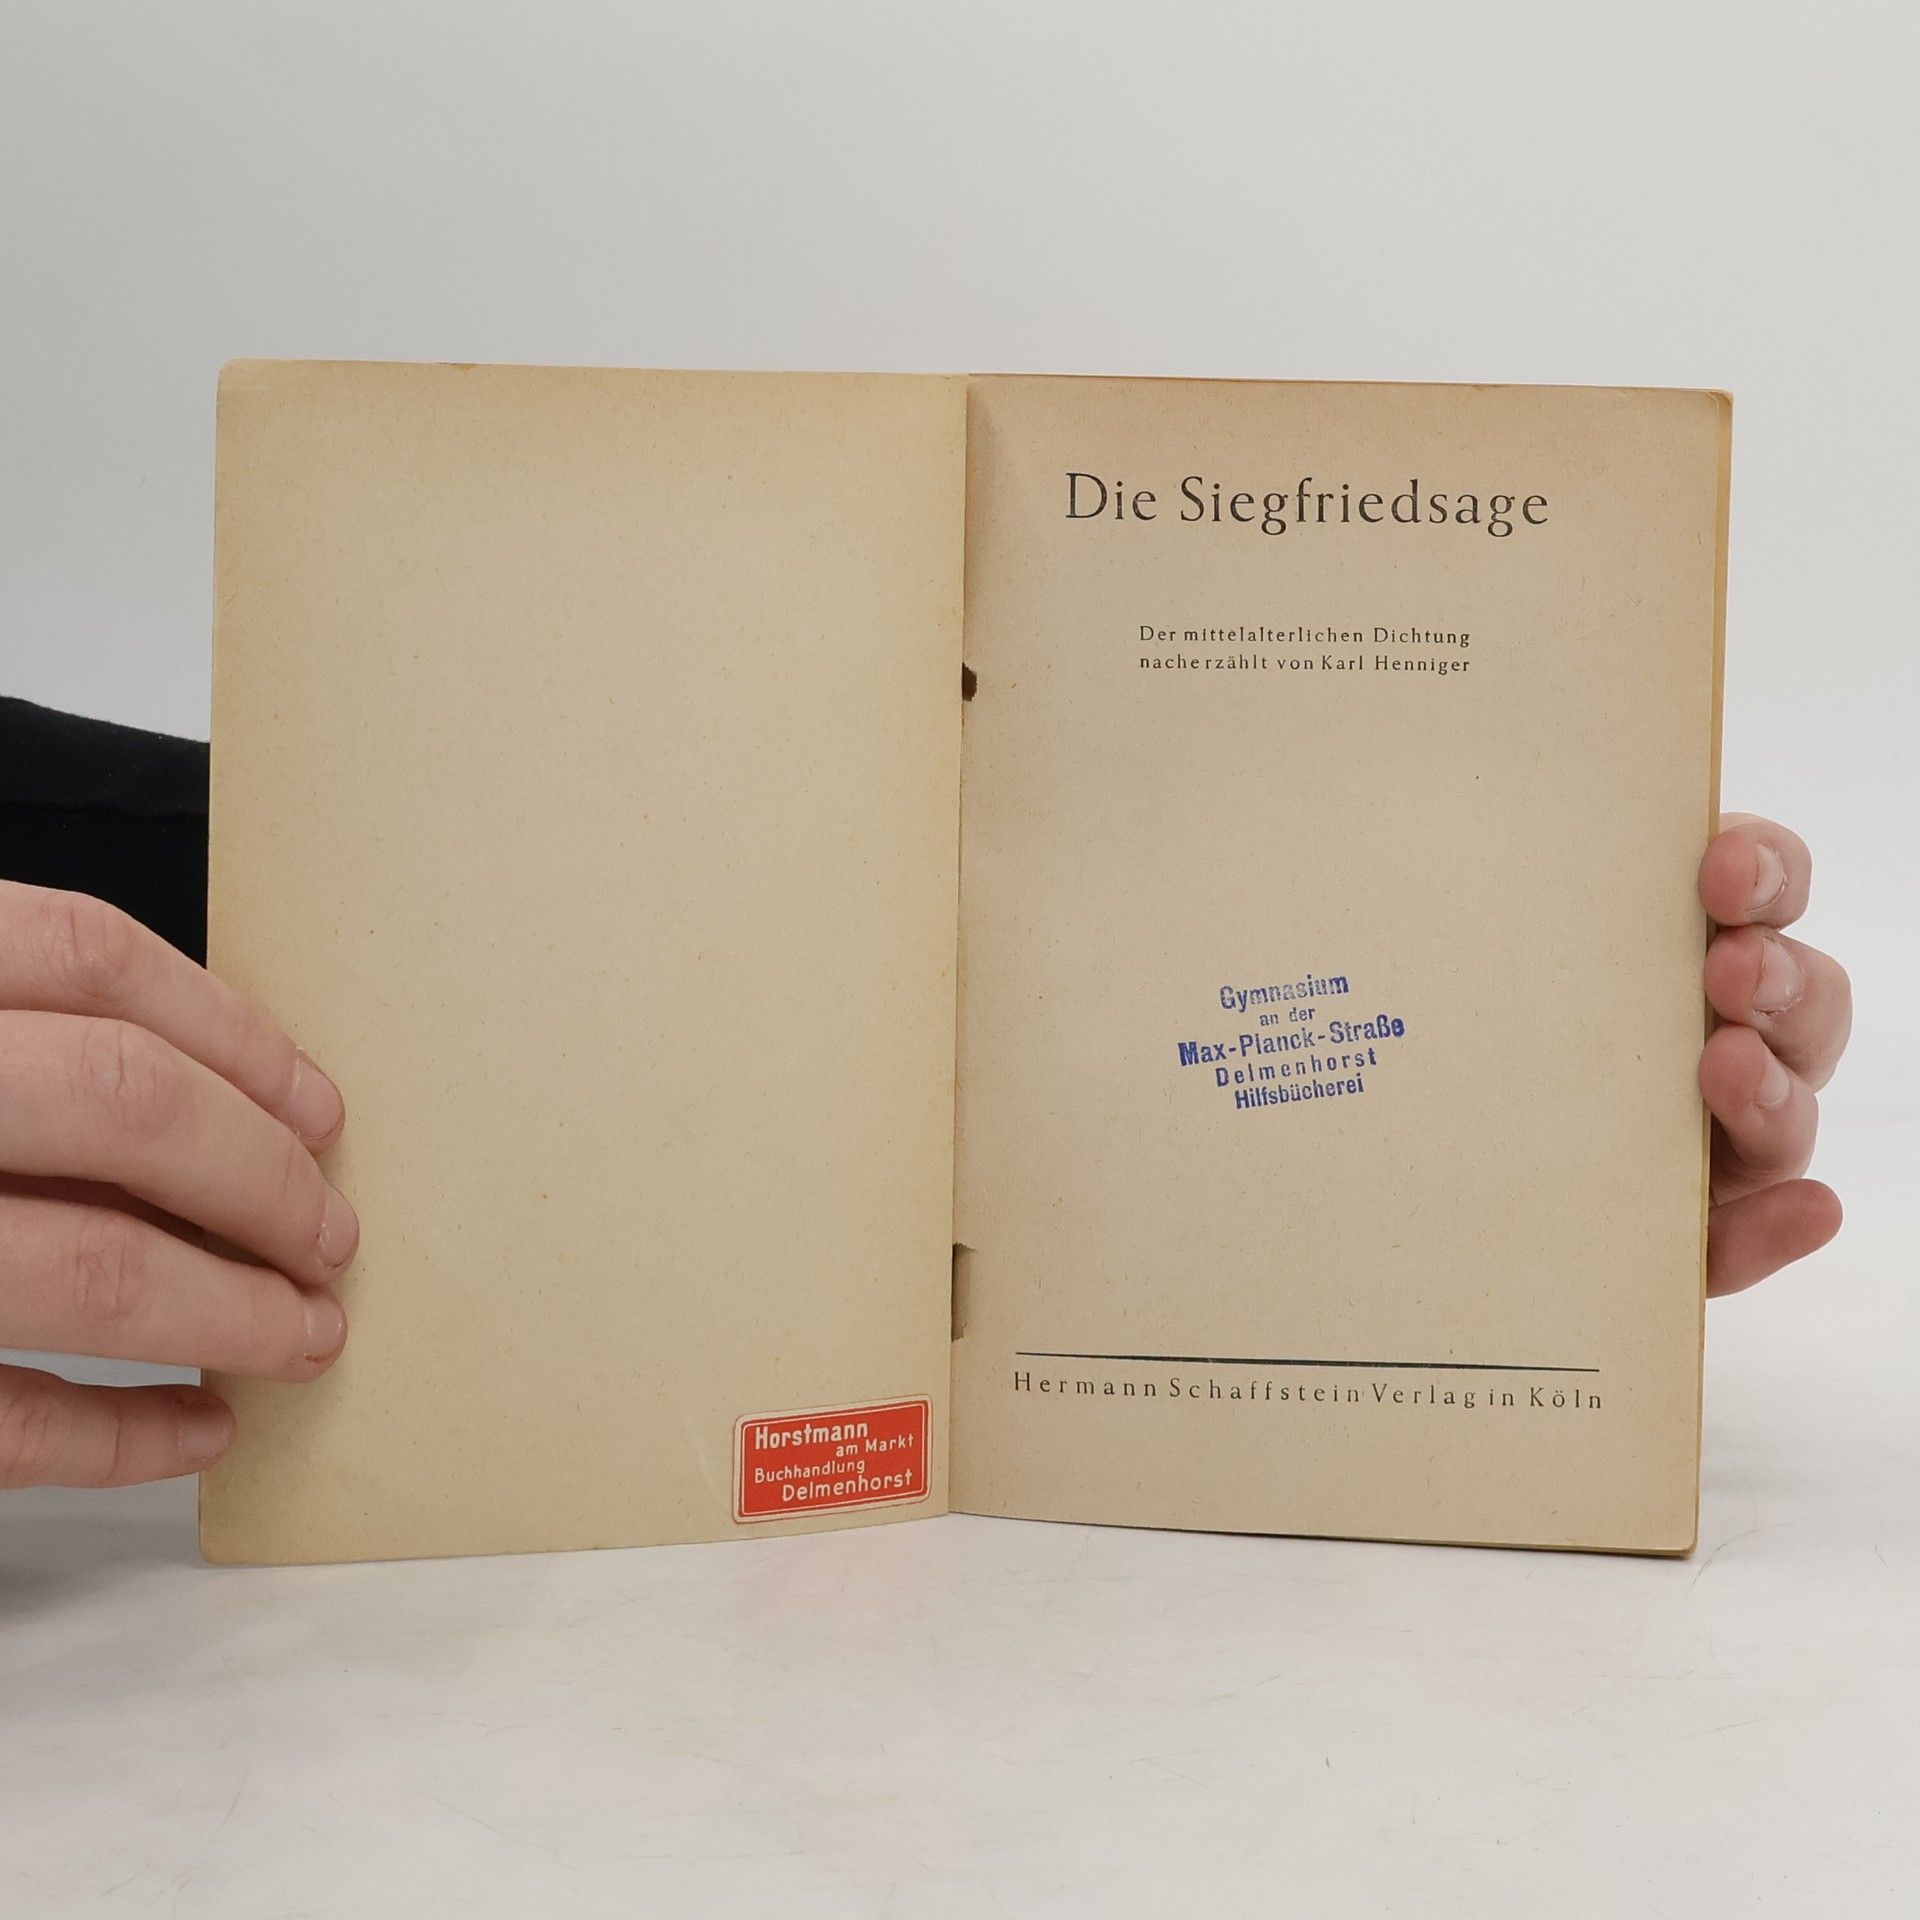 Horstmann
am Markt
Buchhandlung
Delmenhorst
Die Siegfriedsage
Der mittelalterlichen Dichtung
nacherzählt von Karl Henniger
Gymnasium
an der
Max-Planck-Straße
Delmenhorst
Hilfsbücherei
Hermann Schaffstein Verlag in Köln